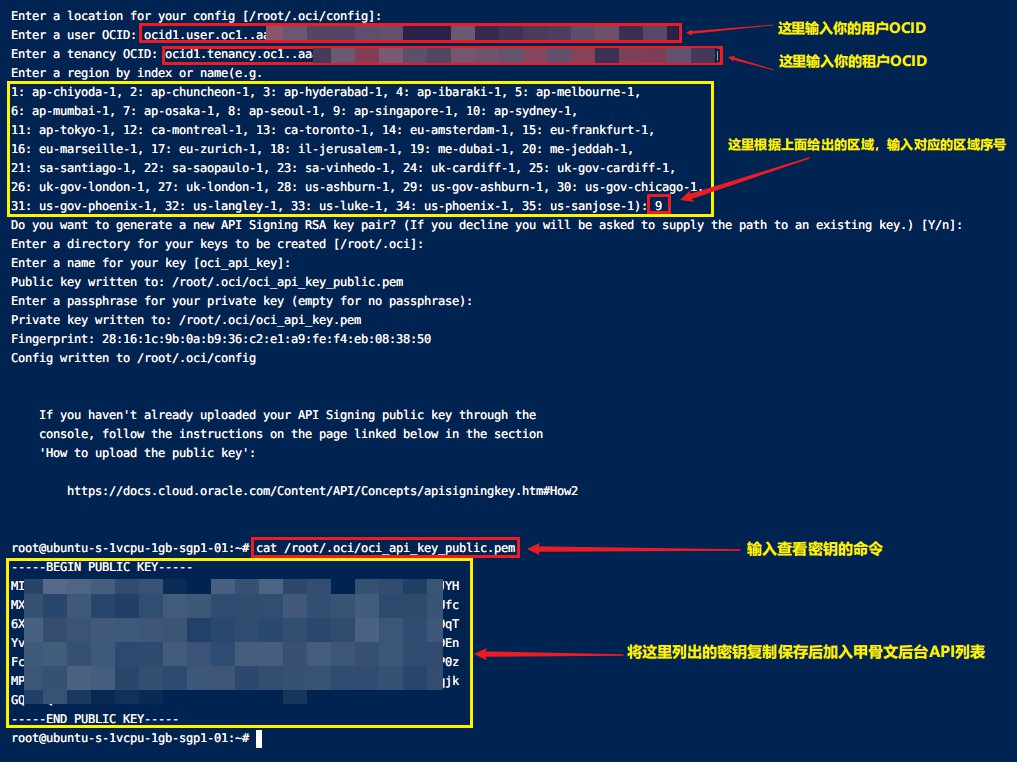 Enter a location for your config [/root/.oci/config]:
Enter a user OCID: ocid1.user.oc1..aa
这里输入你的用户OCID
Enter a tenancy OCID: ocid1.tenancy.oc1..aa
这里输入你的租户OCID
Enter a region by index or name(e.g.
1: ap-chiyoda-1, 2: ap-chuncheon-1, 3: ap-hyderabad-1, 4: ap-ibaraki-1, 5: ap-melbourne-1,
6: ap-mumbai-1, 7: ap-osaka-1, 8: ap-seoul-1, 9: ap-singapore-1, 10: ap-sydney-1,
11: ap-tokyo-1, 12: ca-montreal-1, 13: ca-toronto-1, 14: eu-amsterdam-1, 15: eu-frankfurt-1,
16: eu-marseille-1, 17: eu-zurich-1, 18: il-jerusalem-1, 19: me-dubai-1, 20: me-jeddah-1,
这里根据上面给出的区域，输入对应的区域序号
21: sa-santiago-1, 22: sa-saopaulo-1, 23: sa-vinhedo-1, 24: uk-cardiff-1, 25: uk-gov-cardiff-1,
26: uk-gov-london-1, 27: uk-london-1, 28: us-ashburn-1, 29: us-gov-ashburn-1, 30: us-gov-chicago-1,
31: us-gov-phoenix-1, 32: us-langley-1, 33: us-luke-1, 34: us-phoenix-1, 35: us-sanjose-1): 9
Do you want to generate a new API Signing RSA key pair? (If you decline you will be asked to supply the path to an existing key.) [Y/n]:
Enter a directory for your keys to be created [/root/.oci]:
Enter a name for your key [oci_api_key]:
Public key written to: /root/.oci/oci_api_key_public.pem
Enter a passphrase for your private key (empty for no passphrase):
Private key written to: /root/.oci/oci_api_key.pem
Fingerprint: 28:16:1c:9b:0a:b9:36:c2:e1:a9:fe:f4:eb:08:38:50
Config written to /root/.oci/config
If you haven't already uploaded your API Signing public key through the
console, follow the instructions on the page linked below in the section
'How to upload the public key':
https://docs.cloud.oracle.com/Content/API/Concepts/apisigningkey.htm#How2
root@ubuntu-s-1vcpu-1gb-sgp1-01:~# cat /root/.oci/oci_api_key_public.pem
输入查看密钥的命令
-----BEGIN PUBLIC KEY-----
MI YH
MX fc
6X qT
Yv En
Fc 0z
将这里列出的密钥复制保存后加入甲骨文后台API列表
MP jk
GQ
-----END PUBLIC KEY-----
root@ubuntu-s-1vcpu-1gb-sgp1-01:~#